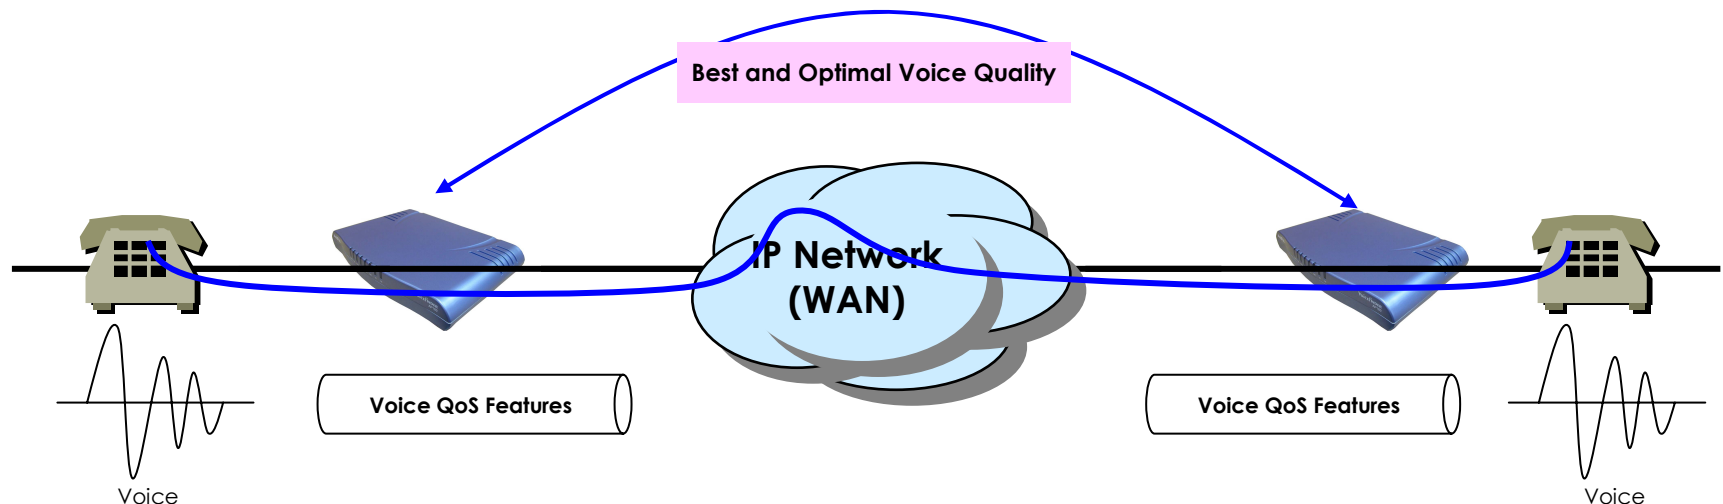 Best and Optimal Voice Quality
IP Network
(WAN)
Voice QoS Features
Voice QoS Features
Voice
Voice